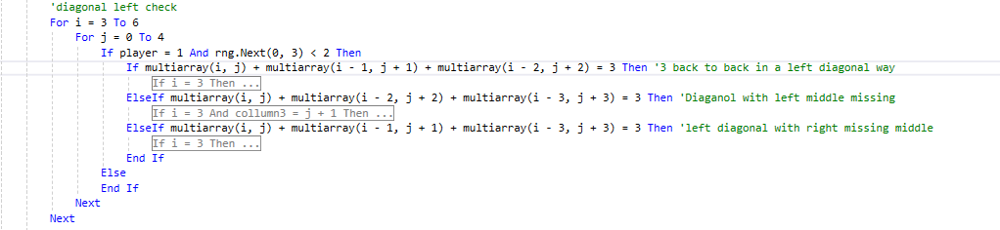 'diagonal left check
For i = 3 To 6
For j = 0 To 4
If player = 1 And rng.Next(0, 3) < 2 Then
If multiarray(i, j) + multiarray(i - 1, j + 1) + multiarray(i - 2, j + 2) = 3 Then '3 back to back in a left diagonal way
If i = 3 Then ...
ElseIf multiarray(i, j) + multiarray(i - 2, j + 2) + multiarray(i - 3, j + 3) = 3 Then 'Diaganol with left middle missing
If i = 3 And collumn3 = j + 1 Then ...
ElseIf multiarray(i, j) + multiarray(i - 1, j + 1) + multiarray(i - 3, j + 3) = 3 Then 'left diagonal with right missing middle
If i = 3 Then ...
End If
Else
End If
Next
Next